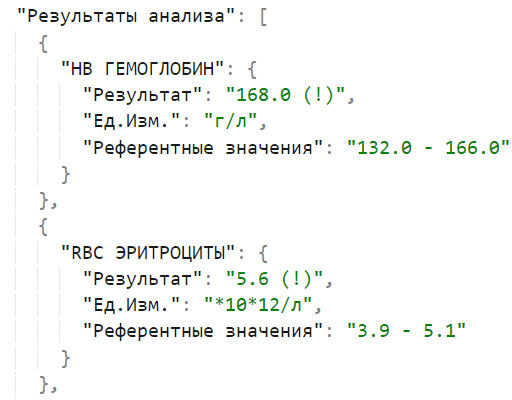 "Результаты анализа": [
{
"НВ ГЕМОГЛОБИН": {
"Результат": "168.0 (!)",
"Ед.Изм.": "г/л",
"Референтные значения": "132.0 - 166.0"
}
},
{
"RBC ЭРИТРОЦИТЫ": {
"Результат": "5.6 (!)",
"Ед.Изм.": "*10*12/л",
"Референтные значения": "3.9 - 5.1"
}
},